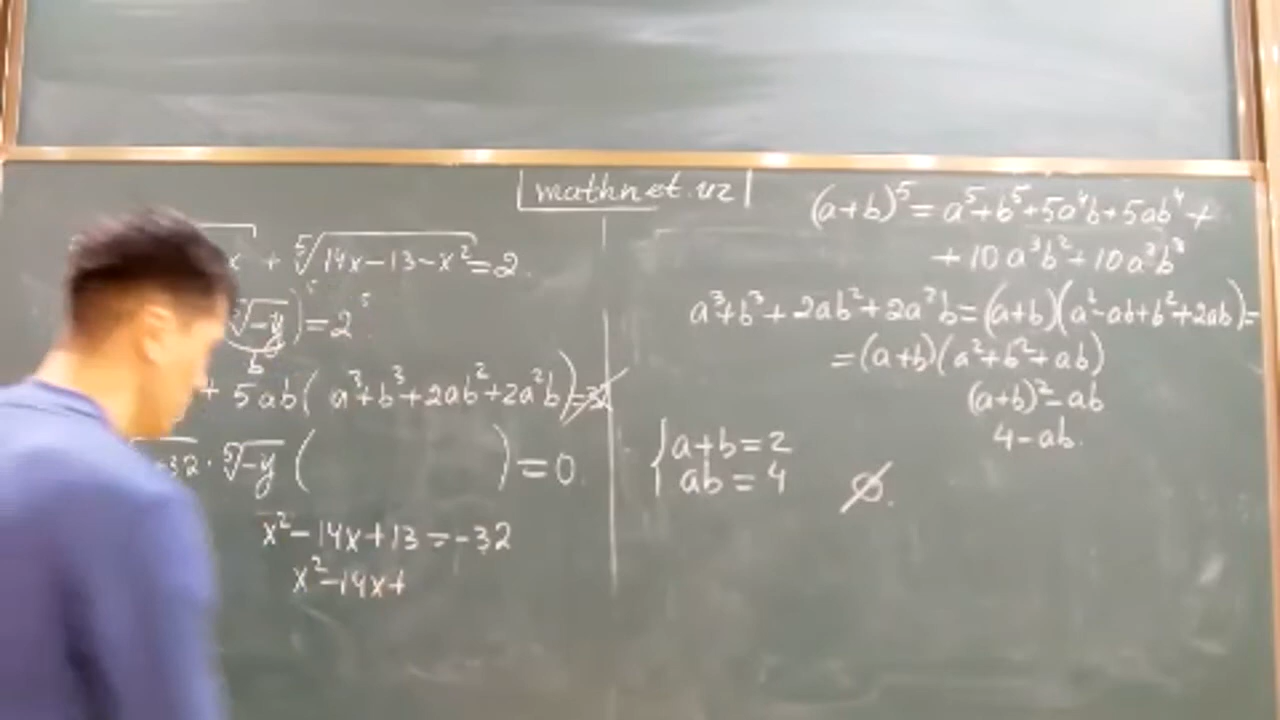 mathnet.uz
x + ⁵√(14x-13-x²) = 2
⁵√-y)⁵ = 2⁵
b
+ 5ab( a³+b³+2ab²+2a²b)=32
-32 · ⁵√-y ( ) = 0
x²-14x+13 = -32
x²-14x+
(a+b)⁵ = a⁵+b⁵+5a⁴b+5ab⁴+
+10a³b²+10a²b³
a³+b³+2ab²+2a²b=(a+b)(a²-ab+b²+2ab)=
=(a+b)(a²+b²+ab)
(a+b)²-ab
4-ab.
{a+b=2
ab=4 ∅.